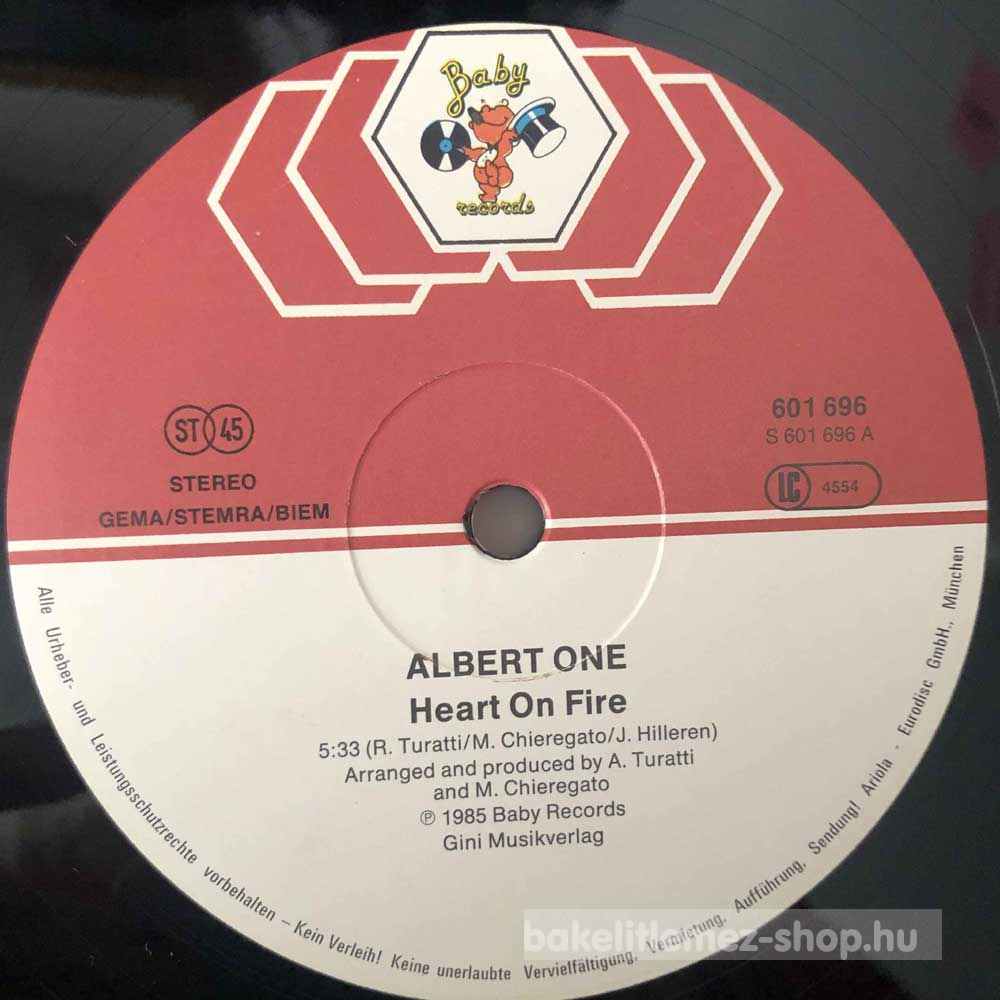 Baby
records
ST 45
STEREO
GEMA/STEMRA/BIEM
601 696
S 601 696 A
LC 4554
ALBERT ONE
Heart On Fire
5:33 (R. Turatti/M. Chieregato/J. Hilleren)
Arranged and produced by A. Turatti
and M. Chieregato
℗ 1985 Baby Records
Gini Musikverlag
Alle Urheber- und Leistungsschutzrechte vorbehalten – Kein Verleih! Keine unerlaubte Vervielfältigung, Vermietung, Aufführung, Sendung! Ariola - Eurodisc GmbH., München
bakelitlemez-shop.hu